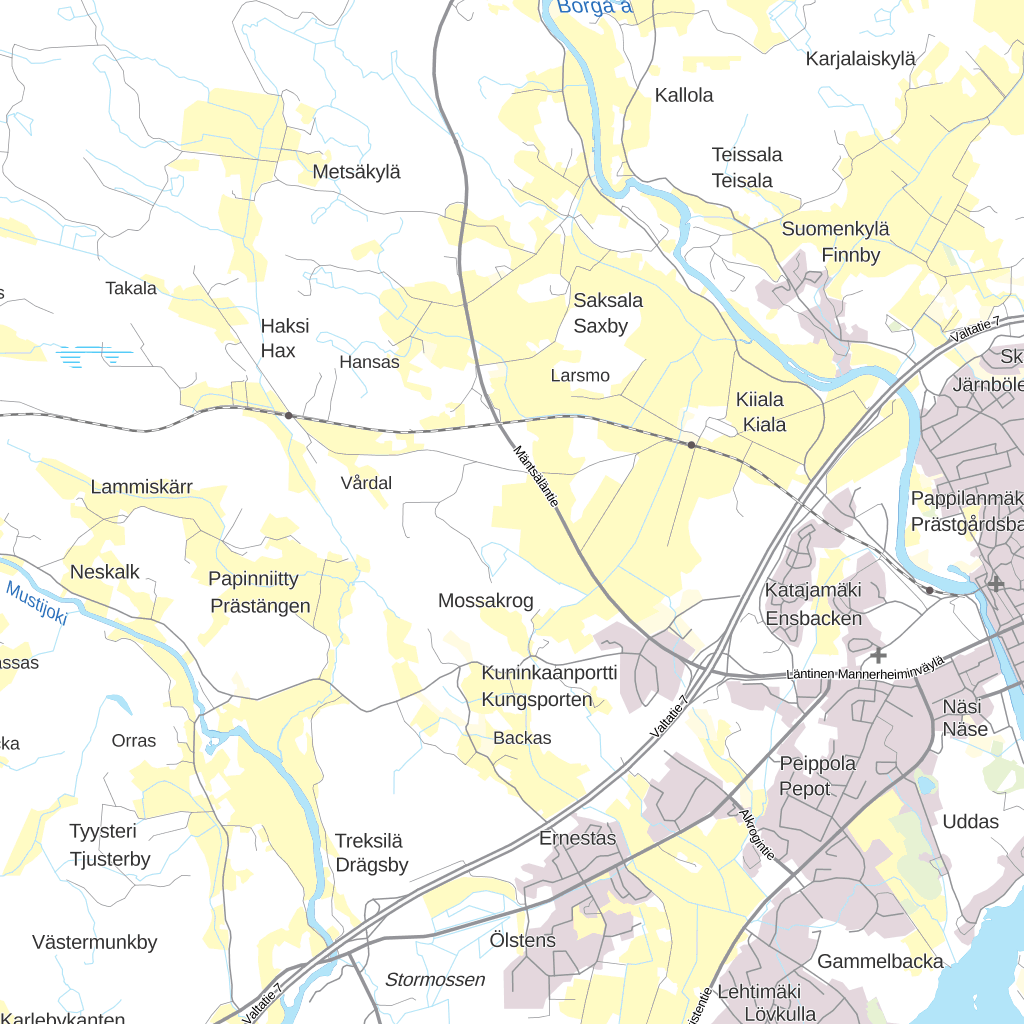 Borgå å
Karjalaiskylä
Kallola
Teissala
Teisala
Metsäkylä
Suomenkylä
Finnby
Takala
Saksala
Saxby
Haksi
Hax
Valtatie 7
Hansas
Larsmo
Järnböle
Kiiala
Kiala
Mäntsäläntie
Vårdal
Lammiskärr
Pappilanmäk
Prästgårdsba
Neskalk
Papinniitty
Prästängen
Mustijoki
Mossakrog
Katajamäki
Ensbacken
Läntinen Mannerheiminväylä
Kuninkaanportti
Kungsporten
Valtatie 7
Näsi
Näse
Orras
Backas
Peippola
Pepot
Alkrogintie
Tyysteri
Tjusterby
Treksilä
Drägsby
Ernestas
Uddas
Västermunkby
Ölstens
Gammelbacka
Stormossen
Valtatie 7
Lehtimäki
Lövkulla
Karlebykanten